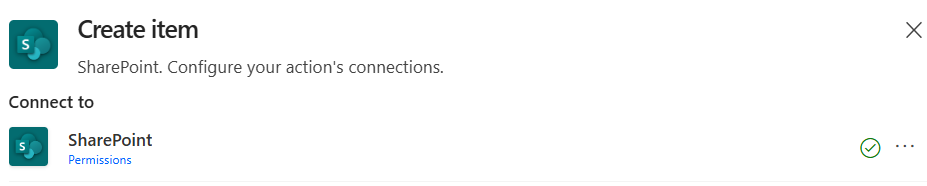 Create item
SharePoint. Configure your action's connections.
Connect to
SharePoint
Permissions